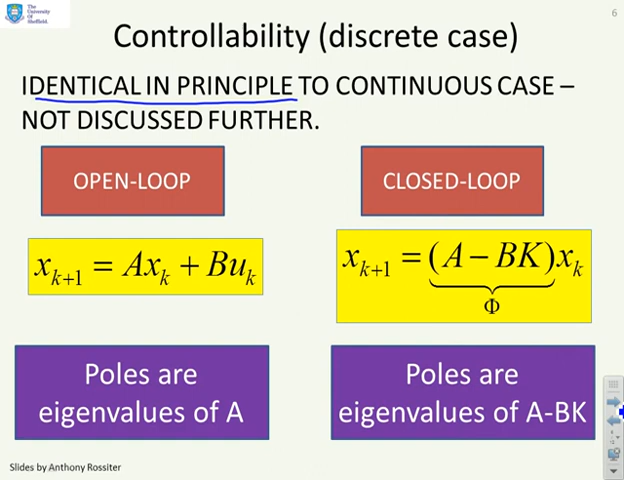 The
University
Of
Sheffield.
6
Controllability (discrete case)
IDENTICAL IN PRINCIPLE TO CONTINUOUS CASE –
NOT DISCUSSED FURTHER.
OPEN-LOOP
CLOSED-LOOP
x_{k+1} = Ax_k + Bu_k
x_{k+1} = (A − BK)x_k
Φ
Poles are
eigenvalues of A
Poles are
eigenvalues of A-BK
Slides by Anthony Rossiter